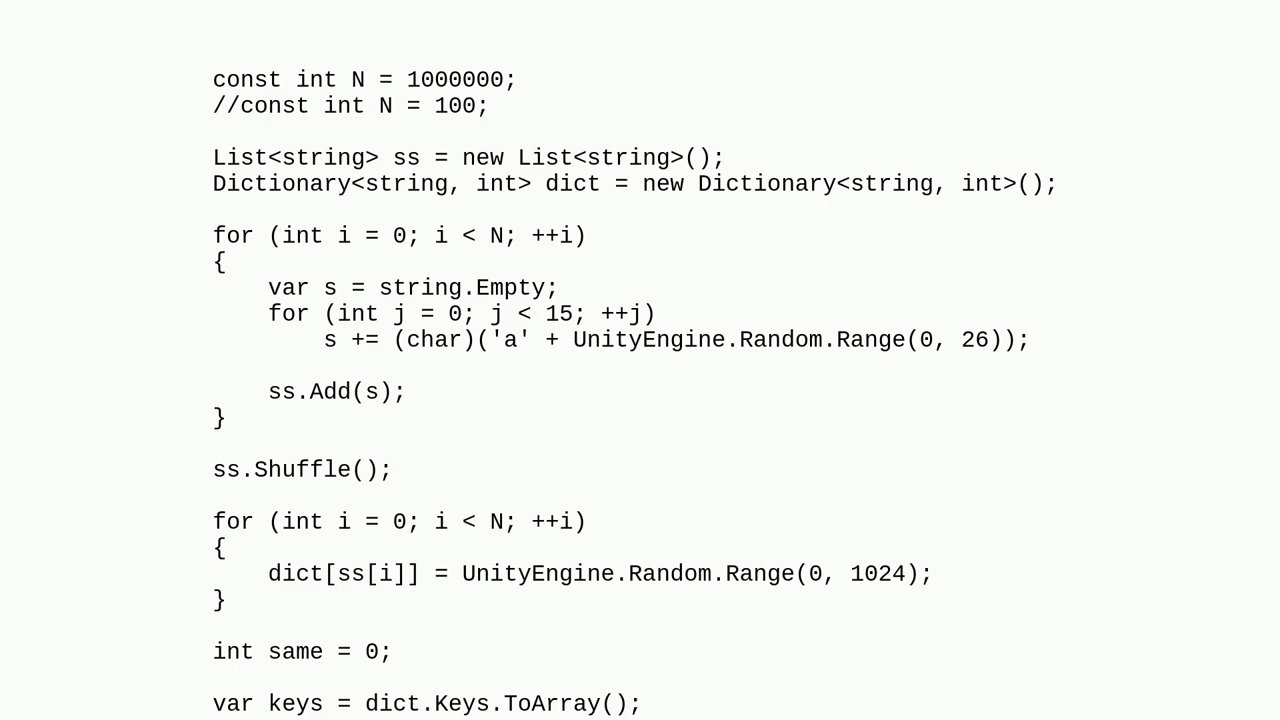 const int N = 1000000;
//const int N = 100;
List<string> ss = new List<string>();
Dictionary<string, int> dict = new Dictionary<string, int>();
for (int i = 0; i < N; ++i)
{
    var s = string.Empty;
    for (int j = 0; j < 15; ++j)
        s += (char)('a' + UnityEngine.Random.Range(0, 26));
    ss.Add(s);
}
ss.Shuffle();
for (int i = 0; i < N; ++i)
{
    dict[ss[i]] = UnityEngine.Random.Range(0, 1024);
}
int same = 0;
var keys = dict.Keys.ToArray();